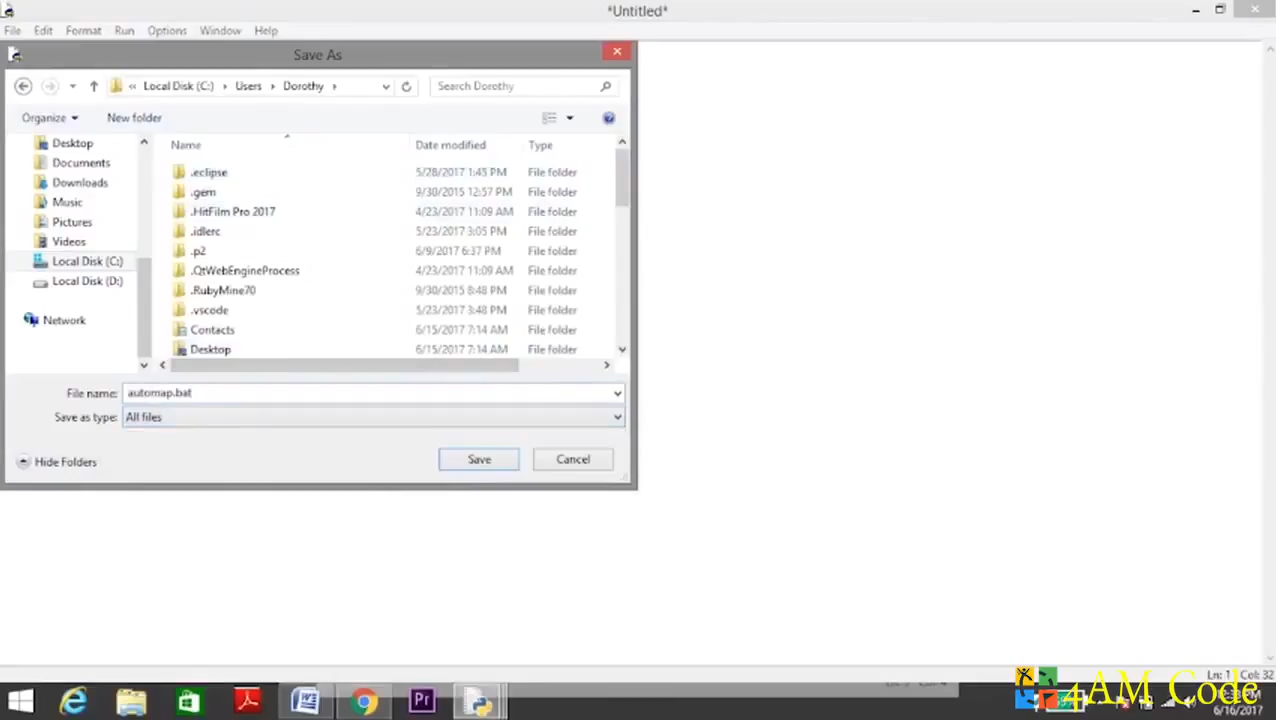 *Untitled*
File Edit Format Run Options Window Help
Save As
« Local Disk (C:) Users Dorothy Search Dorothy
Organize New folder
Name Date modified Type
Desktop
Documents
Downloads
Music
Pictures
Videos
Local Disk (C:)
Local Disk (D:)
Network
.eclipse 5/28/2017 1:45 PM File folder
.gem 9/30/2015 12:57 PM File folder
.HitFilm Pro 2017 4/23/2017 11:09 AM File folder
.idlerc 5/23/2017 3:05 PM File folder
.p2 6/9/2017 6:37 PM File folder
.QtWebEngineProcess 4/23/2017 11:09 AM File folder
.RubyMine70 9/30/2015 8:48 PM File folder
.vscode 5/23/2017 3:48 PM File folder
Contacts 6/15/2017 7:14 AM File folder
Desktop 6/15/2017 7:14 AM File folder
File name: automap.bat
Save as type: All files
Hide Folders Save Cancel
Ln: 1 Col: 32
4AM Code
6/16/2017